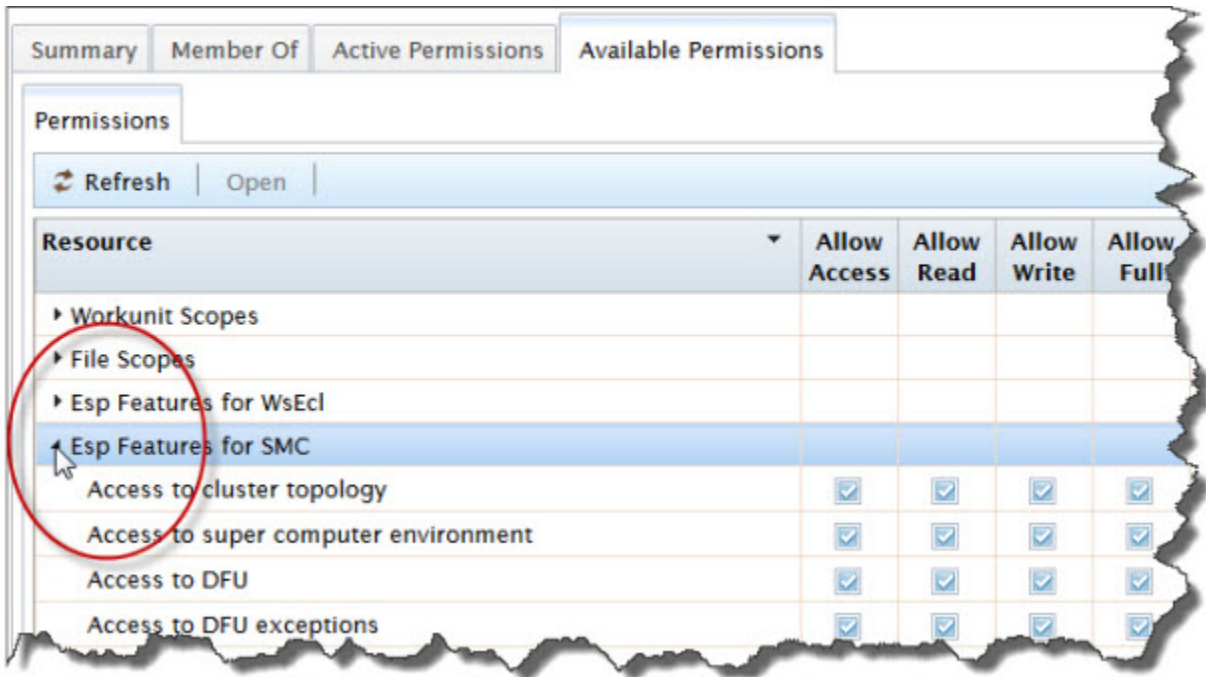 Summary Member Of Active Permissions Available Permissions
Permissions
Refresh Open
Resource Allow Access Allow Read Allow Write Allow Full
Workunit Scopes
File Scopes
Esp Features for WsEcl
Esp Features for SMC
Access to cluster topology
Access to super computer environment
Access to DFU
Access to DFU exceptions